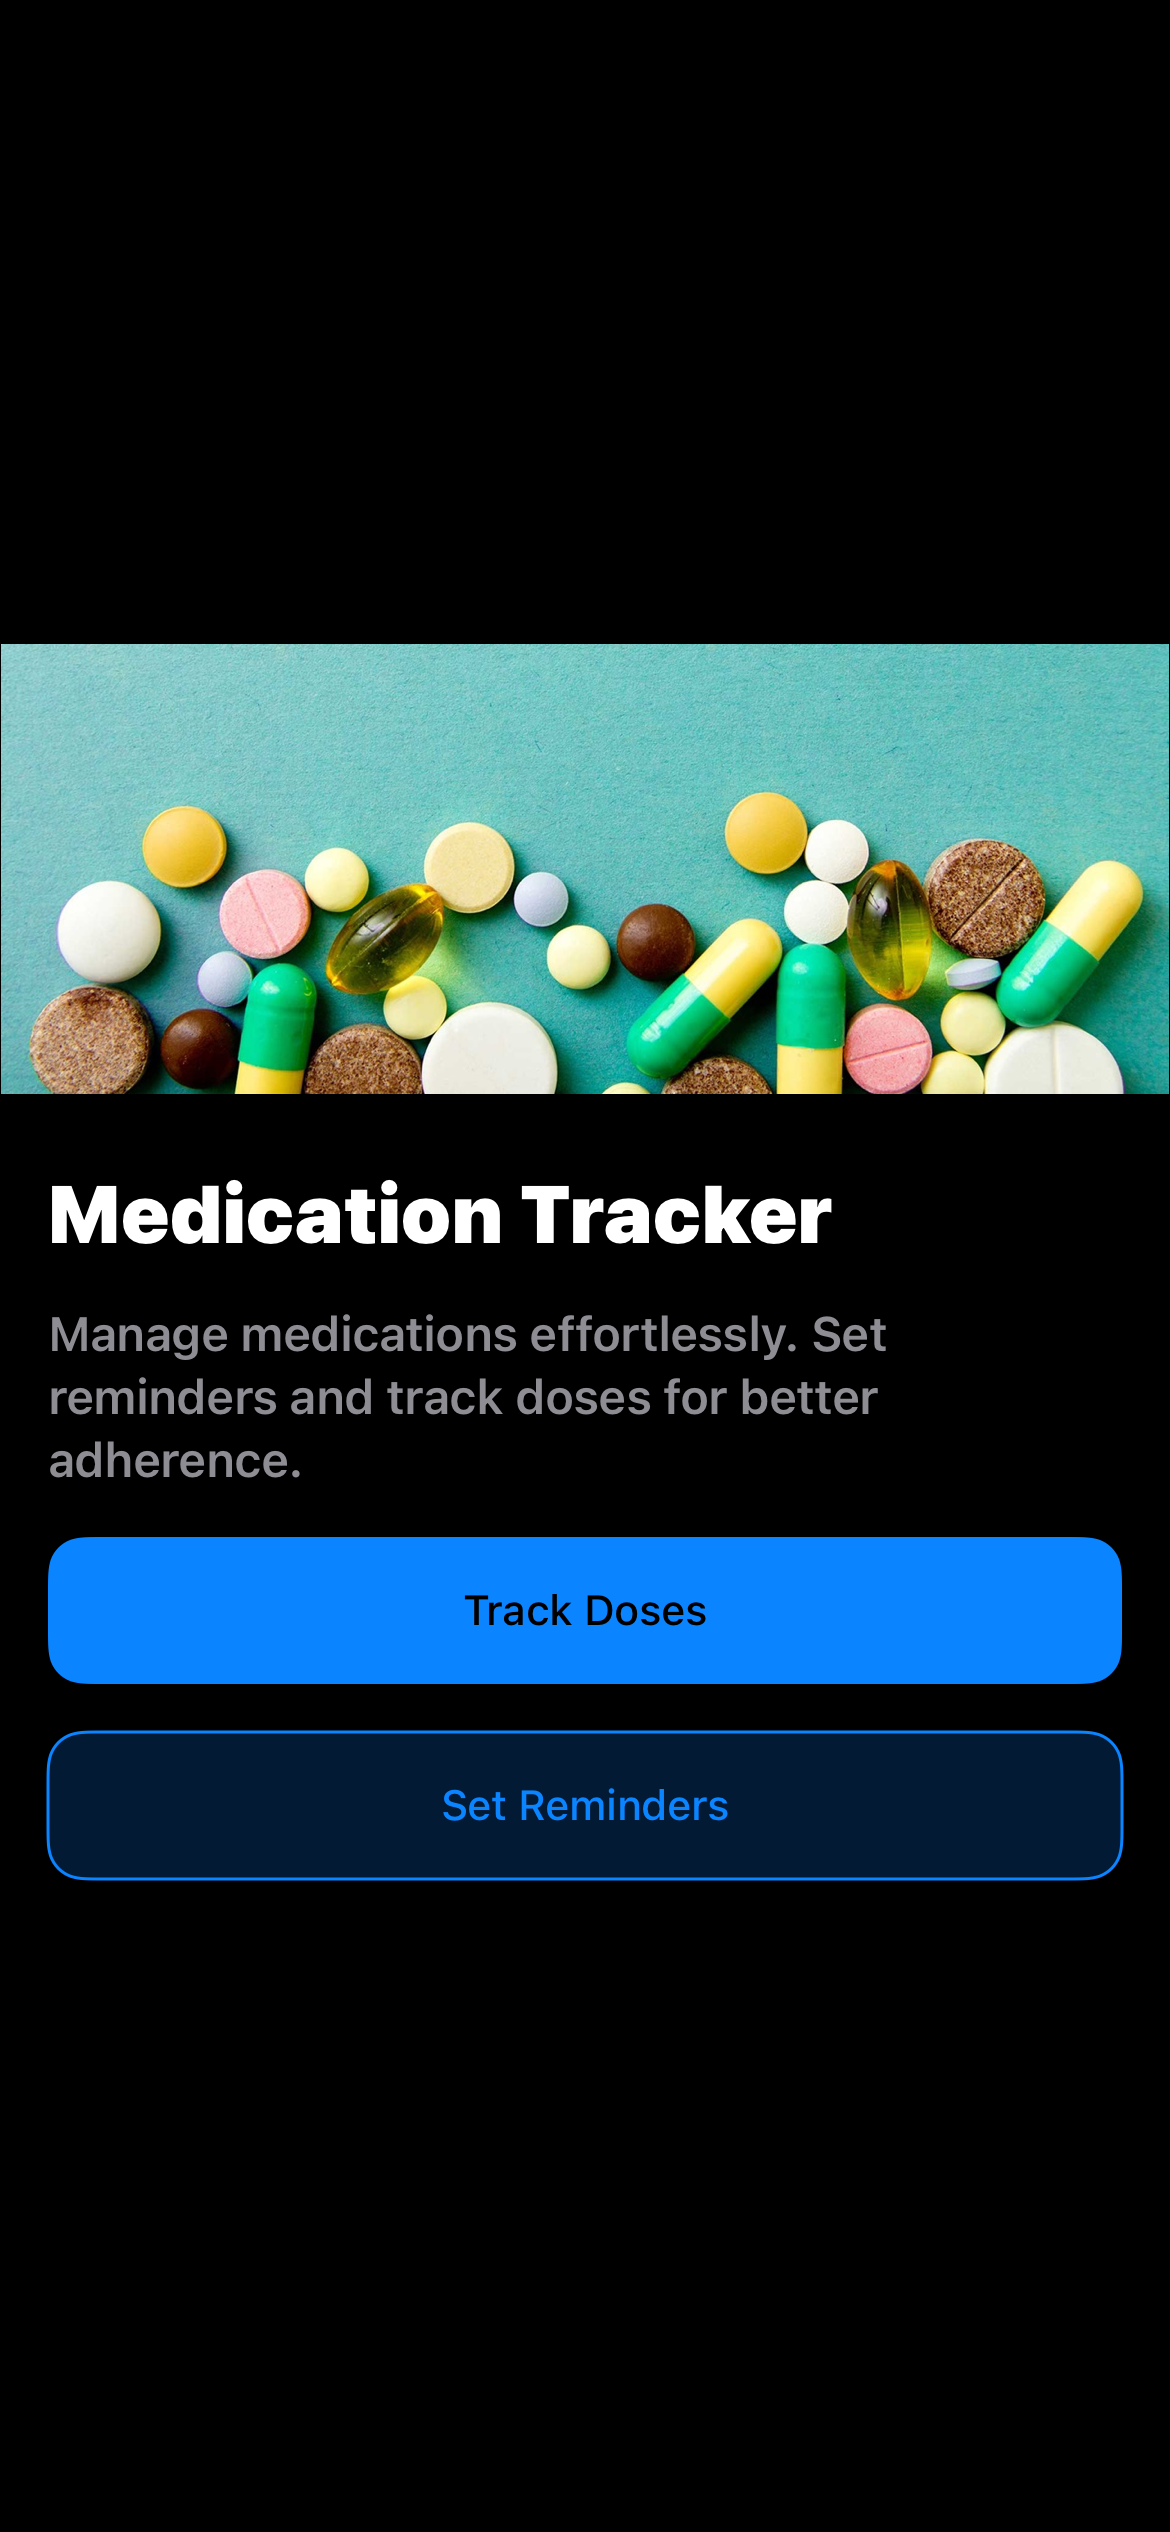 Medication Tracker
Manage medications effortlessly. Set
reminders and track doses for better
adherence.
Track Doses
Set Reminders